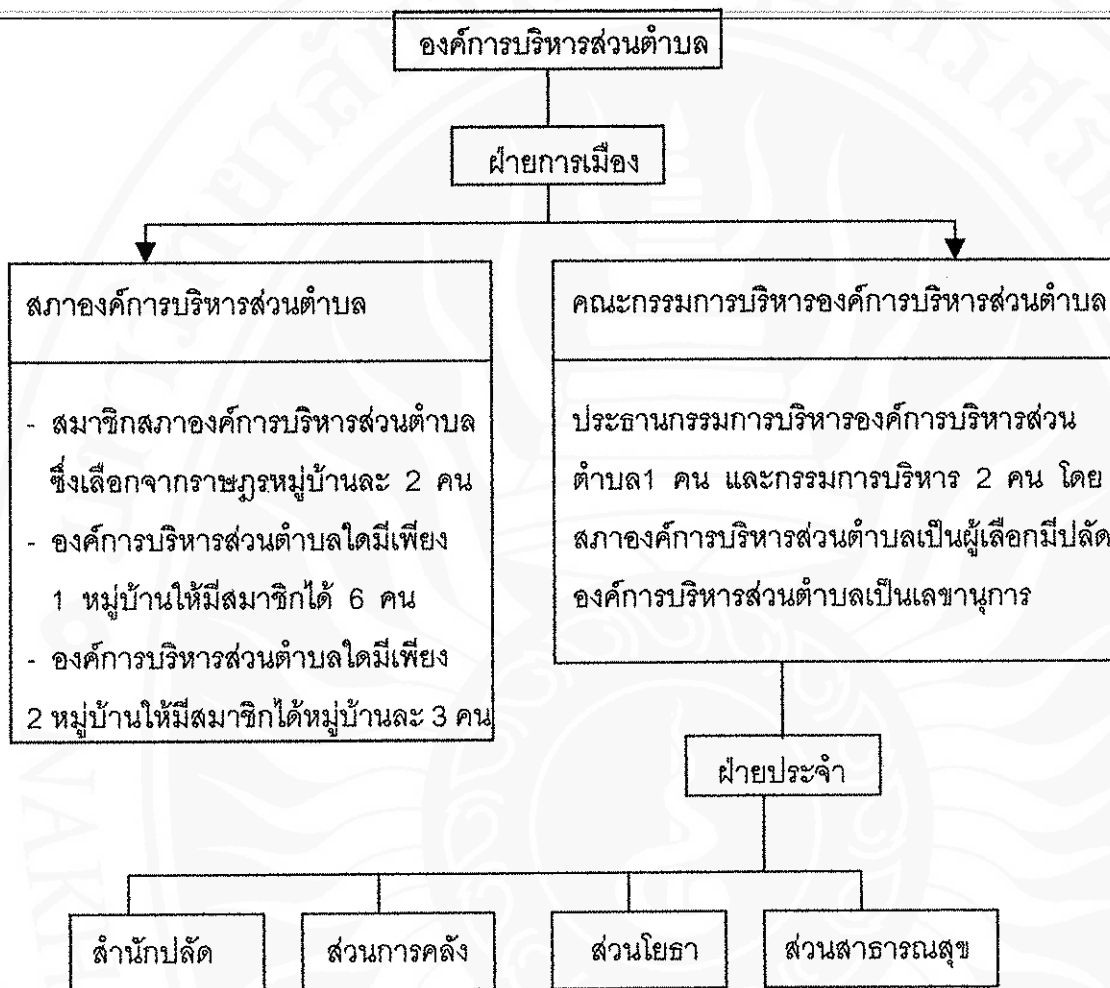 องค์การบริหารส่วนตำบล
ฝ่ายการเมือง
สภาองค์การบริหารส่วนตำบล
- สมาชิกสภาองค์การบริหารส่วนตำบล
ซึ่งเลือกจากราษฎรหมู่บ้านละ 2 คน
- องค์การบริหารส่วนตำบลใดมีเพียง
1 หมู่บ้านให้มีสมาชิกได้ 6 คน
- องค์การบริหารส่วนตำบลใดมีเพียง
2 หมู่บ้านให้มีสมาชิกได้หมู่บ้านละ 3 คน
คณะกรรมการบริหารองค์การบริหารส่วนตำบล
ประธานกรรมการบริหารองค์การบริหารส่วน
ตำบล1 คน และกรรมการบริหาร 2 คน โดย
สภาองค์การบริหารส่วนตำบลเป็นผู้เลือกมีปลัด
องค์การบริหารส่วนตำบลเป็นเลขานุการ
ฝ่ายประจำ
สำนักปลัด
ส่วนการคลัง
ส่วนโยธา
ส่วนสาธารณสุข